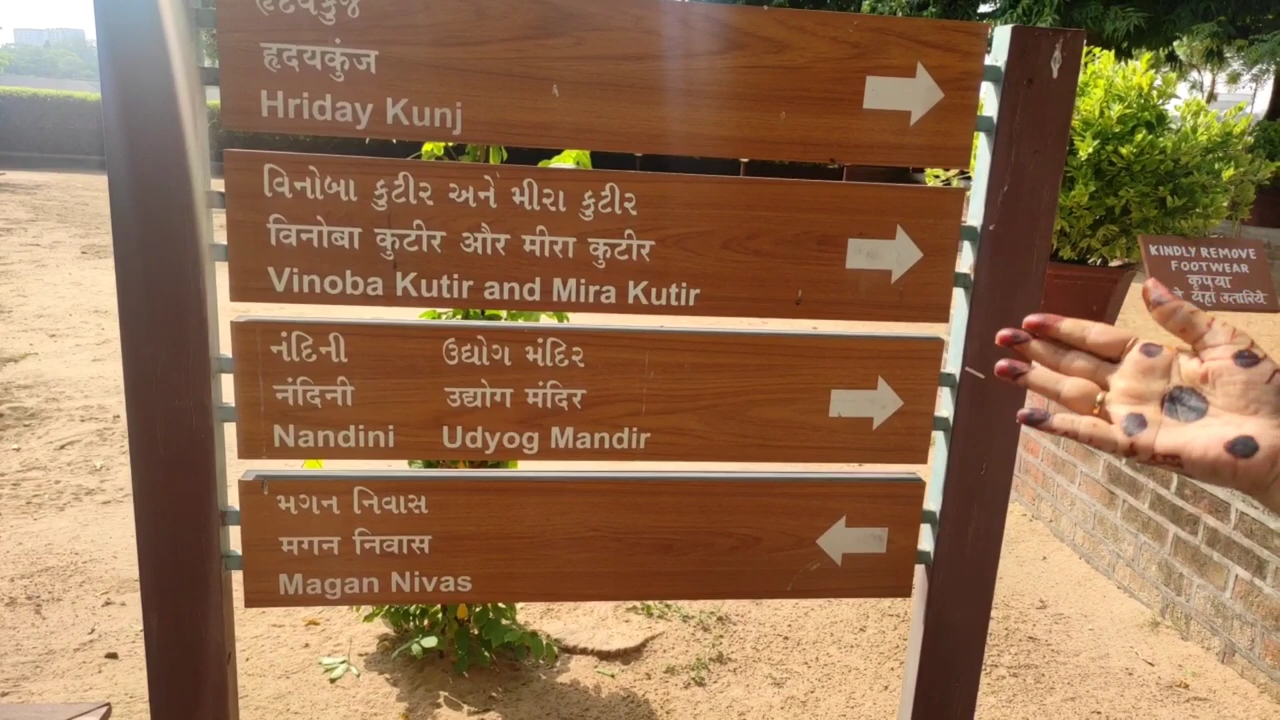 હૃદયકુંજ
हृदयकुंज
Hriday Kunj
વિનોબા કુટીર અને મીરા કુટીર
विनोबा कुटीर और मीरा कुटीर
Vinoba Kutir and Mira Kutir
નંદિની ઉદ્યોગ મંદિર
नंदिनी उद्योग मंदिर
Nandini Udyog Mandir
મગન નિવાસ
मगन निवास
Magan Nivas
KINDLY REMOVE
FOOTWEAR
कृपया
यहां उतारिये